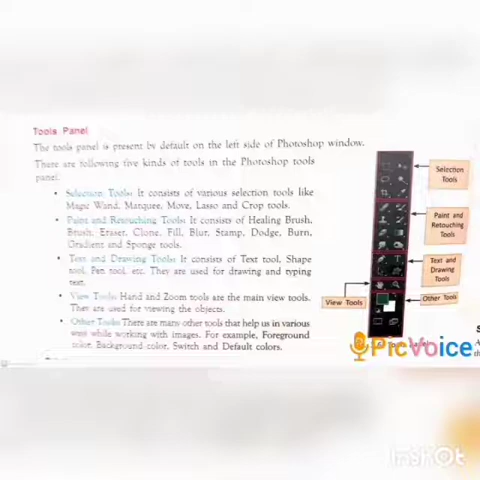 Tools Panel
The tools panel is present by default on the left side of Photoshop window.
There are following five kinds of tools in the Photoshop tools
panel.
• Selection Tools: It consists of various selection tools like
Magic Wand, Marquee, Move, Lasso and Crop tools.
• Paint and Retouching Tools: It consists of Healing Brush,
Brush, Eraser, Clone, Fill, Blur, Stamp, Dodge, Burn,
Gradient and Sponge tools.
• Text and Drawing Tools: It consists of Text tool, Shape
tool, Pen tool, etc. They are used for drawing and typing
text.
• View Tools: Hand and Zoom tools are the main view tools.
They are used for viewing the objects.
• Other Tools: There are many other tools that help us in various
ways while working with images. For example, Foreground
color, Background color, Switch and Default colors.
Selection
Tools
Paint and
Retouching
Tools
Text and
Drawing
Tools
View Tools
Other Tools
PicVoice
InShOt